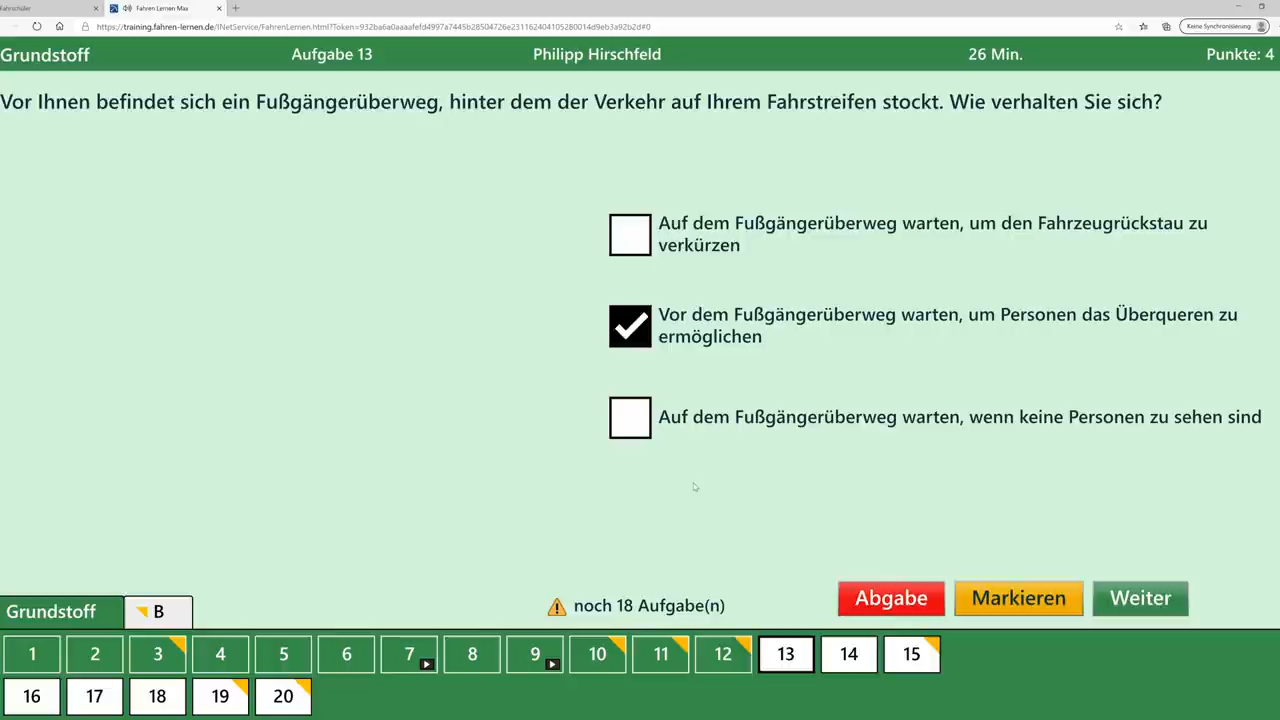 Fahrschüler
Fahren Lernen Max
https://training.fahren-lernen.de/INetService/FahrenLernen.html?Token=932ba6a0aaaafefd4997a7445b28504726e231162404105280014d9eb3a92b2d#0
Keine Synchronisierung
Grundstoff
Aufgabe 13
Philipp Hirschfeld
26 Min.
Punkte: 4
Vor Ihnen befindet sich ein Fußgängerüberweg, hinter dem der Verkehr auf Ihrem Fahrstreifen stockt. Wie verhalten Sie sich?
Auf dem Fußgängerüberweg warten, um den Fahrzeugrückstau zu
verkürzen
Vor dem Fußgängerüberweg warten, um Personen das Überqueren zu
ermöglichen
Auf dem Fußgängerüberweg warten, wenn keine Personen zu sehen sind
Grundstoff
B
noch 18 Aufgabe(n)
Abgabe
Markieren
Weiter
1 2 3 4 5 6 7 8 9 10 11 12 13 14 15
16 17 18 19 20